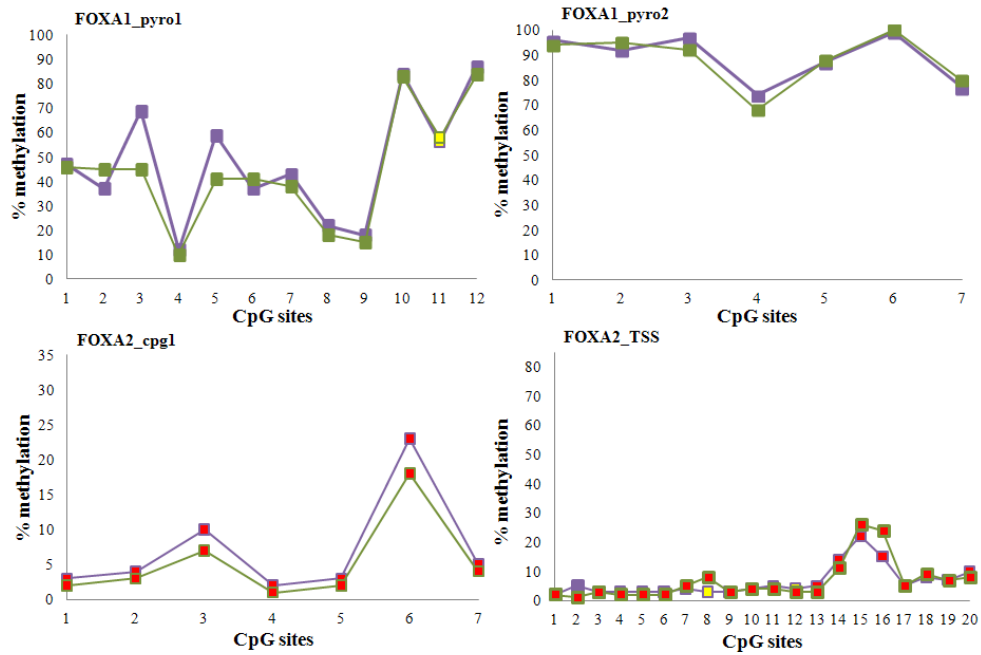 FOXA1_pyro1
100
90
80
70
60
50
40
30
20
10
0
% methylation
1 2 3 4 5 6 7 8 9 10 11 12
CpG sites
FOXA1_pyro2
100
90
80
70
60
50
40
30
20
10
0
% methylation
1 2 3 4 5 6 7
CpG sites
FOXA2_cpg1
35
30
25
20
15
10
5
0
% methylation
1 2 3 4 5 6 7
CpG sites
FOXA2_TSS
80
70
60
50
40
30
20
10
0
% methylation
1 2 3 4 5 6 7 8 9 10 11 12 13 14 15 16 17 18 19 20
CpG sites